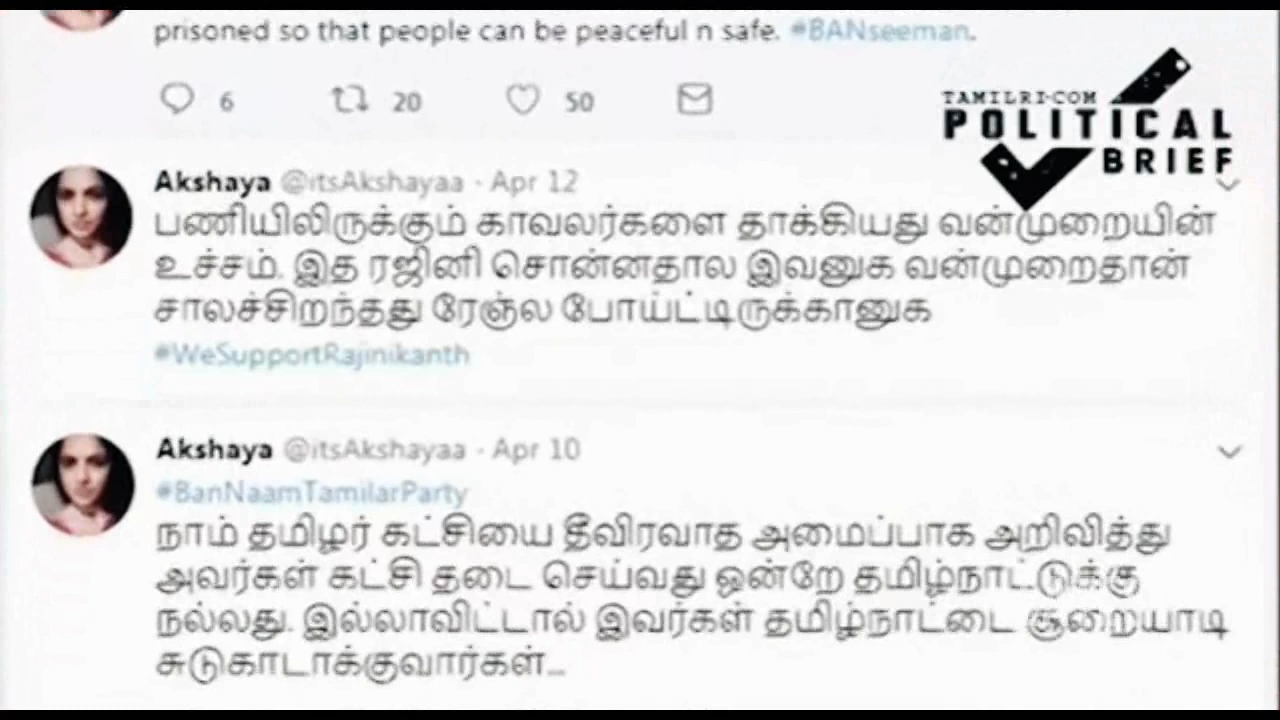 prisoned so that people can be peaceful n safe. #BANseeman.
6 20 50
TAMILRI.COM
POLITICAL
BRIEF
Akshaya @itsAkshayaa · Apr 12
பணியிலிருக்கும் காவலர்களை தாக்கியது வன்முறையின்
உச்சம். இத ரஜினி சொன்னதால இவனுக வன்முறைதான்
சாலச்சிறந்தது ரேஞ்ல போய்ட்டிருக்கானுக
#WeSupportRajinikanth
Akshaya @itsAkshayaa · Apr 10
#BanNaamTamilarParty
நாம் தமிழர் கட்சியை தீவிரவாத அமைப்பாக அறிவித்து
அவர்கள் கட்சி தடை செய்வது ஒன்றே தமிழ்நாட்டுக்கு
நல்லது. இல்லாவிட்டால் இவர்கள் தமிழ்நாட்டை சூறையாடி
சுடுகாடாக்குவார்கள்...